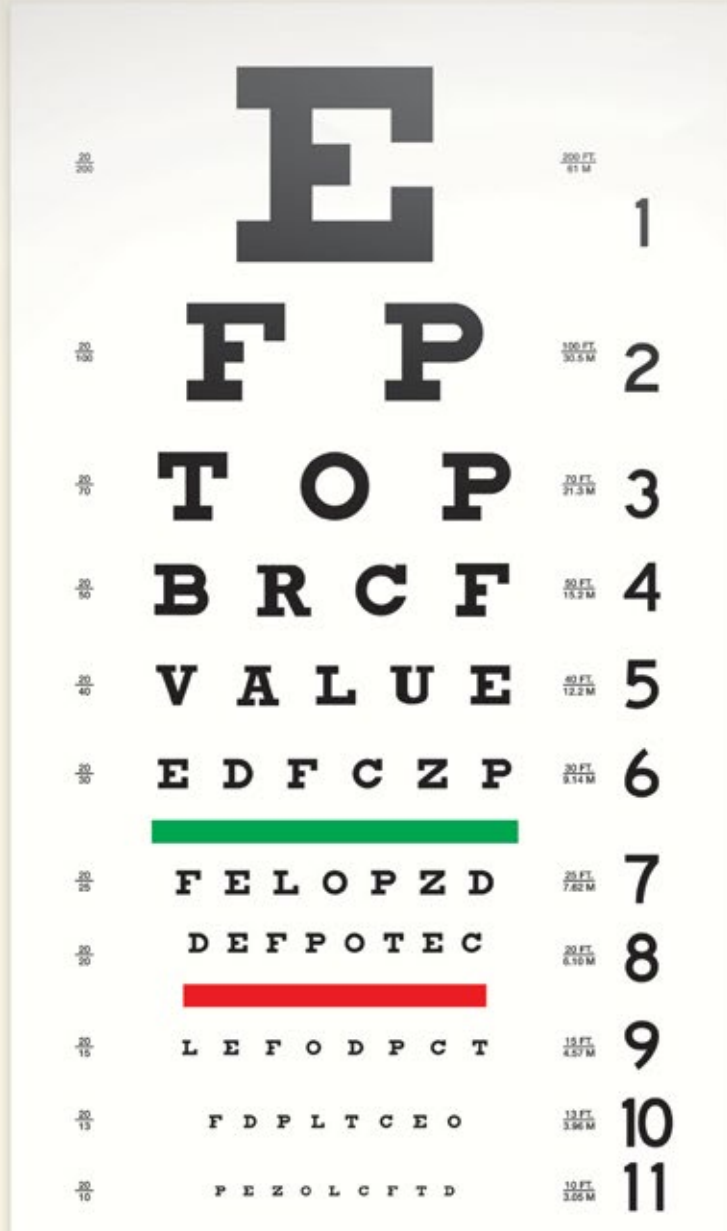 20/200 E 200 FT. 61 M 1
20/100 F P 100 FT. 30.5 M 2
20/70 T O P 70 FT. 21.3 M 3
20/50 B R C F 50 FT. 15.2 M 4
20/40 V A L U E 40 FT. 12.2 M 5
20/30 E D F C Z P 30 FT. 9.14 M 6
20/25 F E L O P Z D 25 FT. 7.62 M 7
20/20 D E F P O T E C 20 FT. 6.10 M 8
20/15 L E F O D P C T 15 FT. 4.57 M 9
20/13 F D P L T C E O 13 FT. 3.96 M 10
20/10 P E Z O L C F T D 10 FT. 3.05 M 11